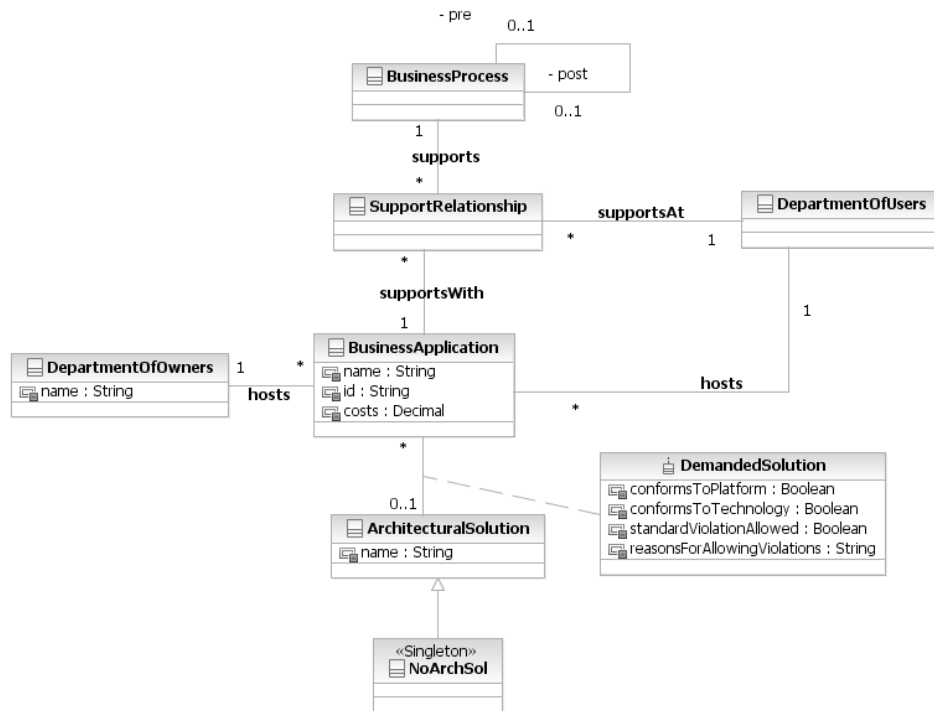 - pre
0..1
BusinessProcess
- post
0..1
1
supports
*
SupportRelationship
supportsAt
*
1
DepartmentOfUsers
*
supportsWith
1
1
BusinessApplication
name : String
id : String
costs : Decimal
DepartmentOfOwners
name : String
1
*
hosts
hosts
*
*
DemandedSolution
conformsToPlatform : Boolean
conformsToTechnology : Boolean
standardViolationAllowed : Boolean
reasonsForAllowingViolations : String
0..1
ArchitecturalSolution
name : String
«Singleton»
NoArchSol